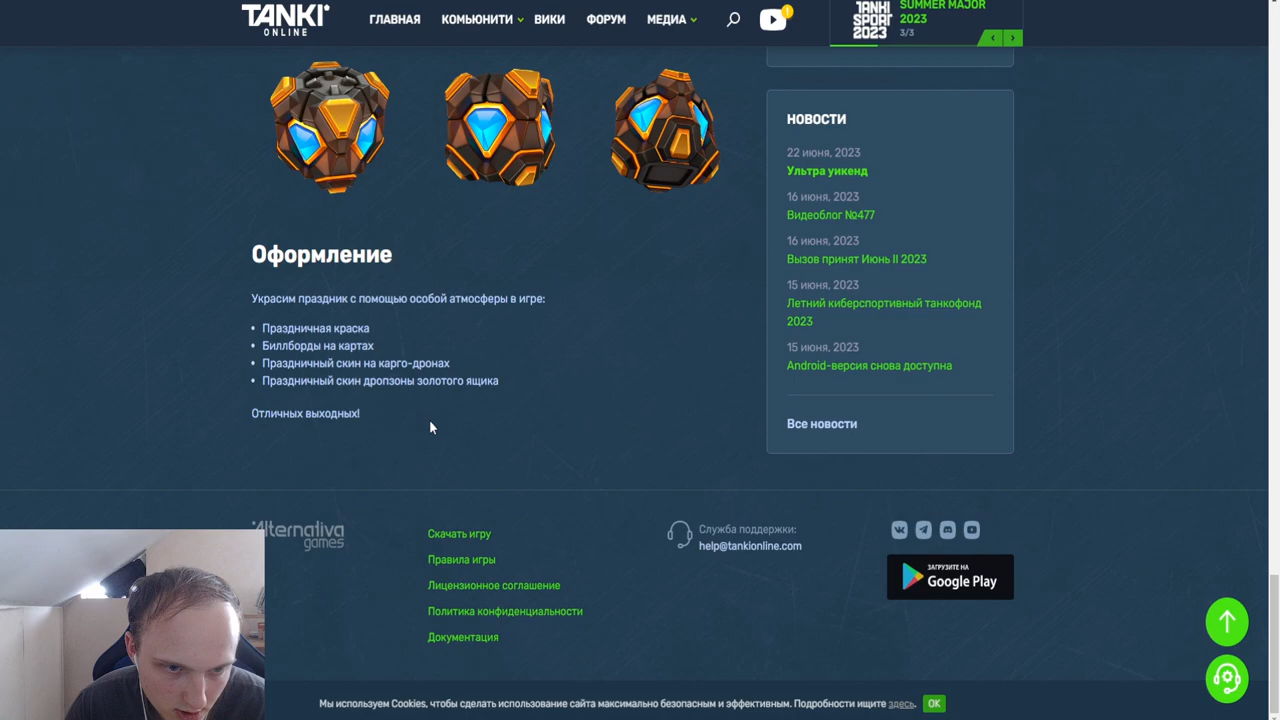 TANKI
ONLINE
ГЛАВНАЯ
КОМЬЮНИТИ
ВИКИ
ФОРУМ
МЕДИА
!
TANKI
SPORT
2023
SUMMER MAJOR
2023
3/3
Оформление
Украсим праздник с помощью особой атмосферы в игре:
• Праздничная краска
• Биллборды на картах
• Праздничный скин на карго-дронах
• Праздничный скин дропзоны золотого ящика
Отличных выходных!
НОВОСТИ
22 июня, 2023
Ультра уикенд
16 июня, 2023
Видеоблог №477
16 июня, 2023
Вызов принят Июнь II 2023
15 июня, 2023
Летний киберспортивный танкофонд
2023
15 июня, 2023
Android-версия снова доступна
Все новости
Alternativa
games
Скачать игру
Правила игры
Лицензионное соглашение
Политика конфиденциальности
Документация
Служба поддержки:
help@tankionline.com
ЗАГРУЗИТЕ НА
Google Play
Мы используем Cookies, чтобы сделать использование сайта максимально безопасным и эффективным. Подробности ищите здесь.
OK